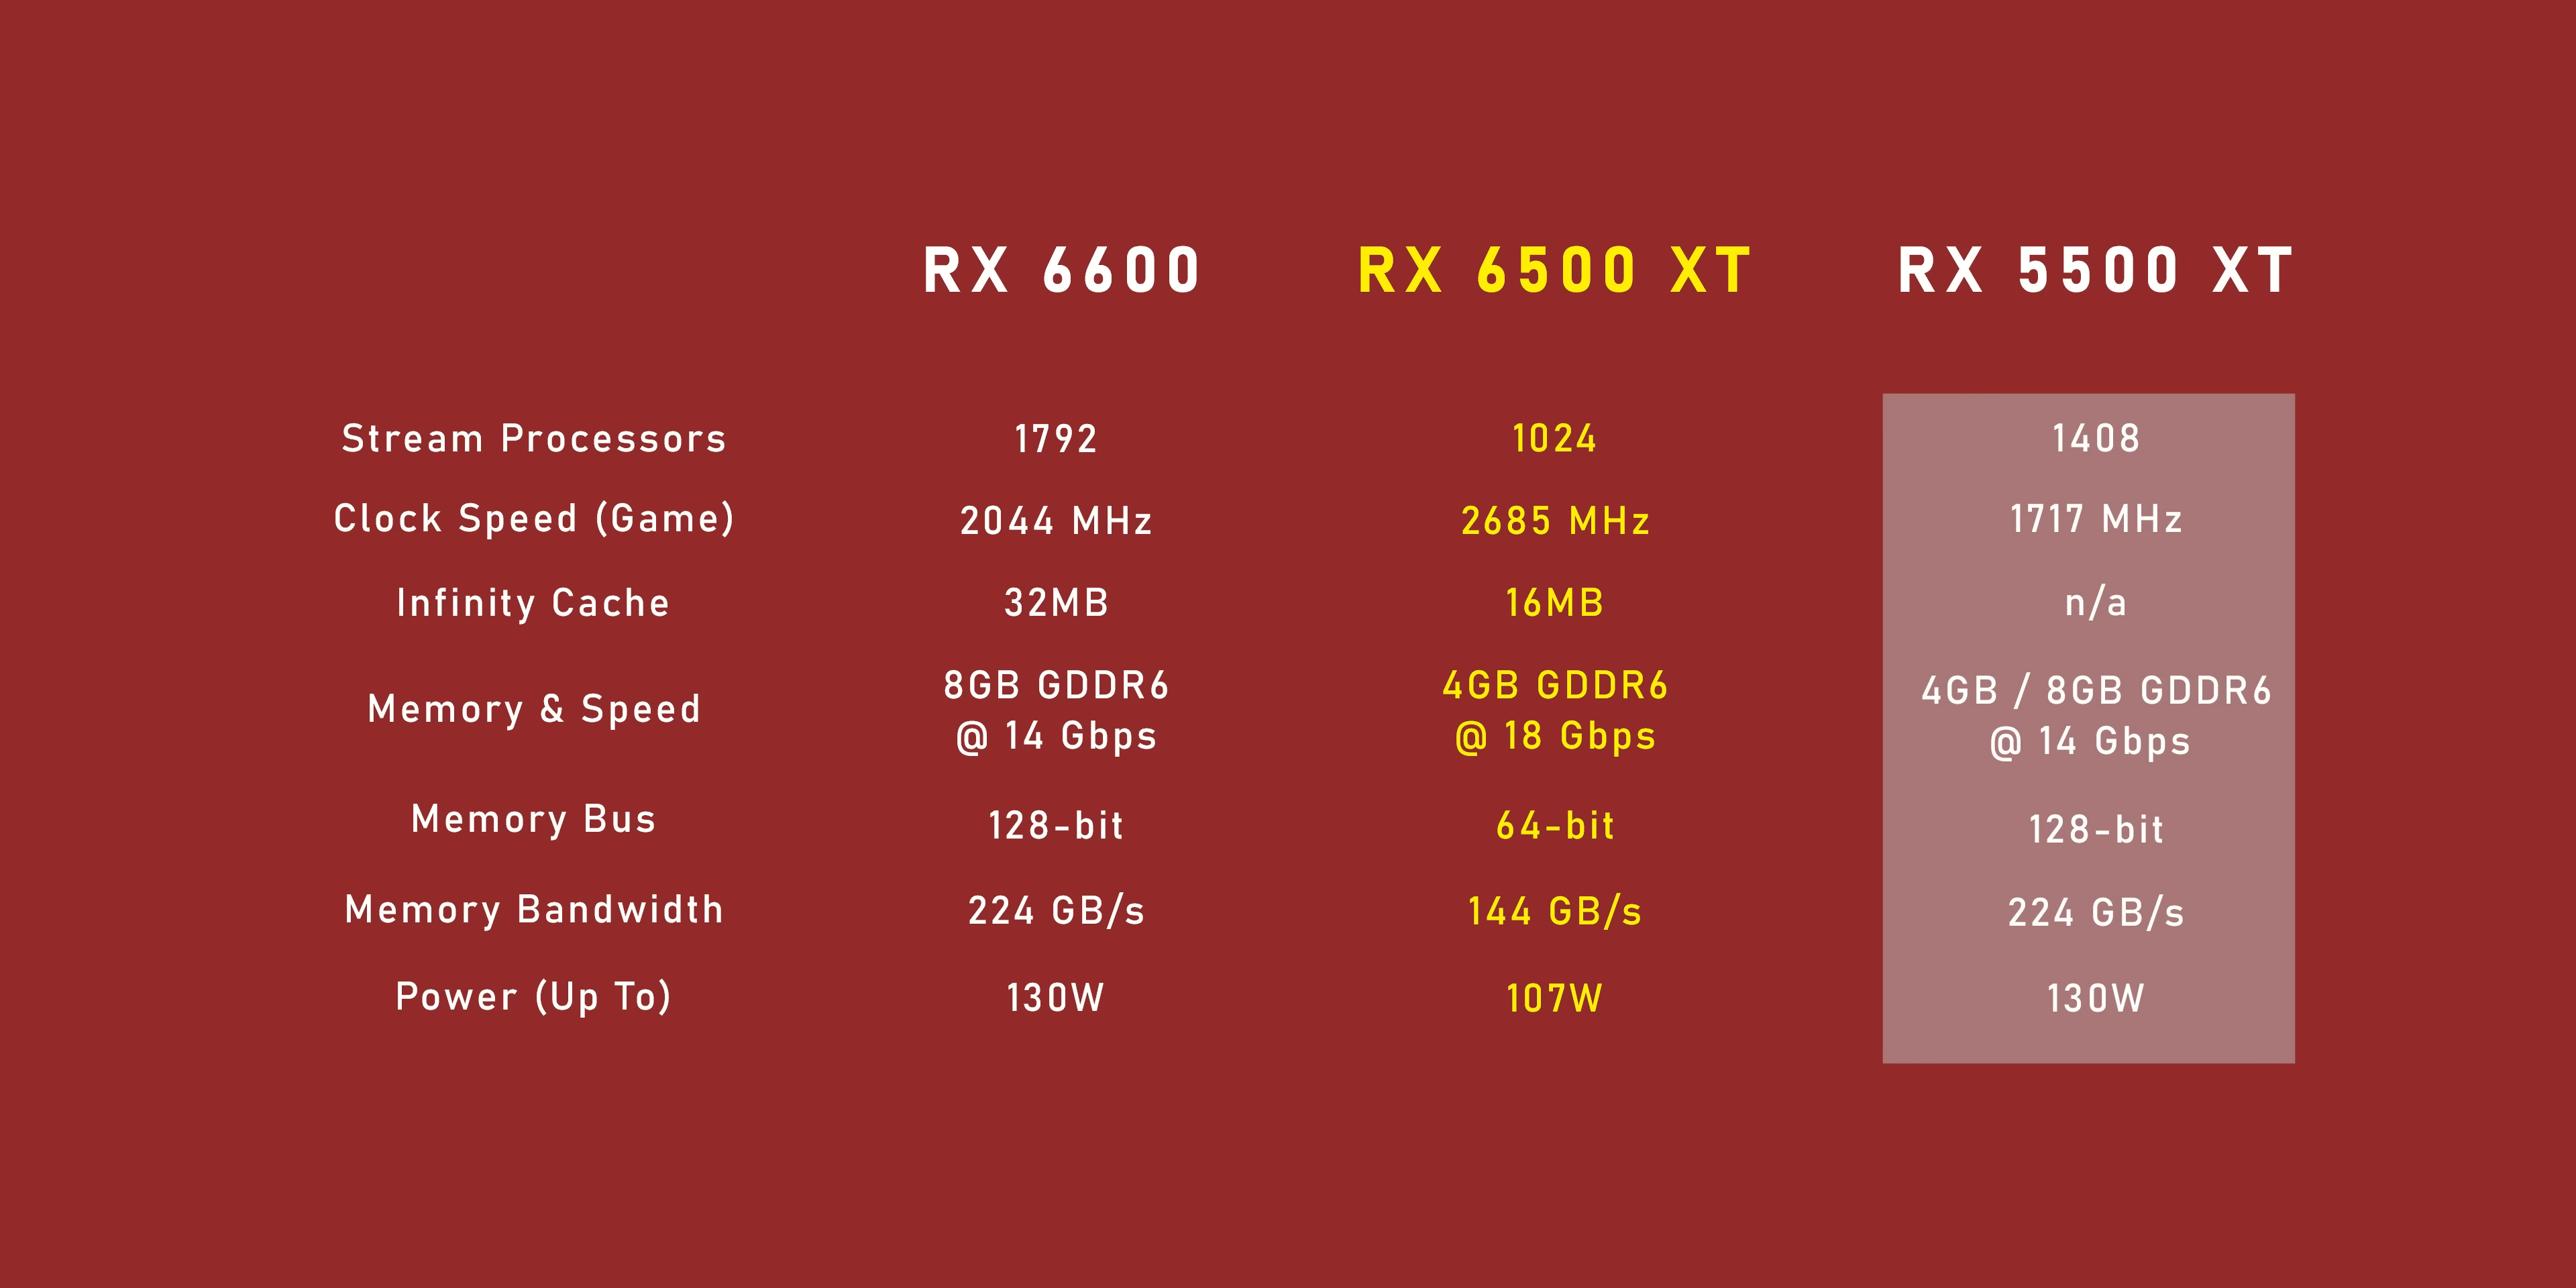 RX 6600 RX 6500 XT RX 5500 XT
Stream Processors 1792 1024 1408
Clock Speed (Game) 2044 MHz 2685 MHz 1717 MHz
Infinity Cache 32MB 16MB n/a
Memory & Speed
8GB GDDR6
@ 14 Gbps
4GB GDDR6
@ 18 Gbps
4GB / 8GB GDDR6
@ 14 Gbps
Memory Bus 128-bit 64-bit 128-bit
Memory Bandwidth 224 GB/s 144 GB/s 224 GB/s
Power (Up To) 130W 107W 130W